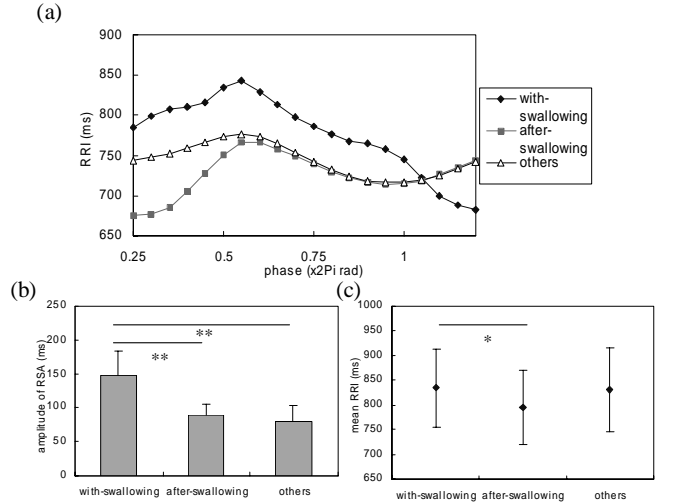 (a)
900
850
800
750
700
650
RRI (ms)
0.25
0.5
0.75
1
phase (x2Pi rad)
with-
swallowing
after-
swallowing
others
(b)
250
200
150
100
50
0
amplitude of RSA (ms)
**
**
with-swallowing
after-swallowing
others
(c)
1000
950
900
850
800
750
700
650
mean RRI (ms)
*
with-swallowing
after-swallowing
others